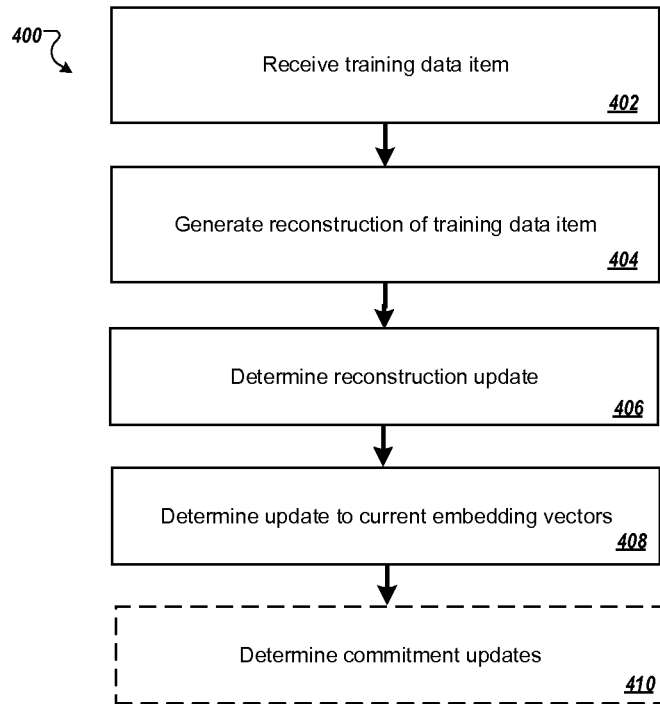 400
Receive training data item
402
Generate reconstruction of training data item
404
Determine reconstruction update
406
Determine update to current embedding vectors
408
Determine commitment updates
410